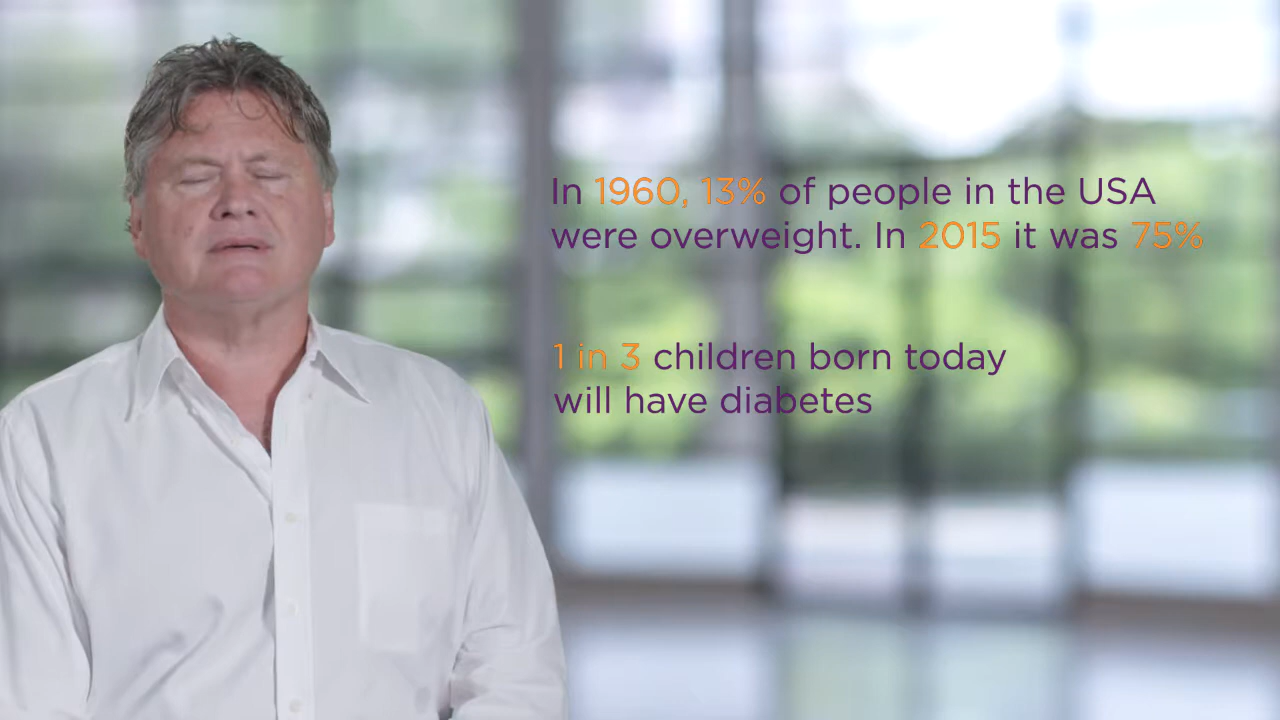 In 1960, 13% of people in the USA
were overweight. In 2015 it was 75%
1 in 3 children born today
will have diabetes